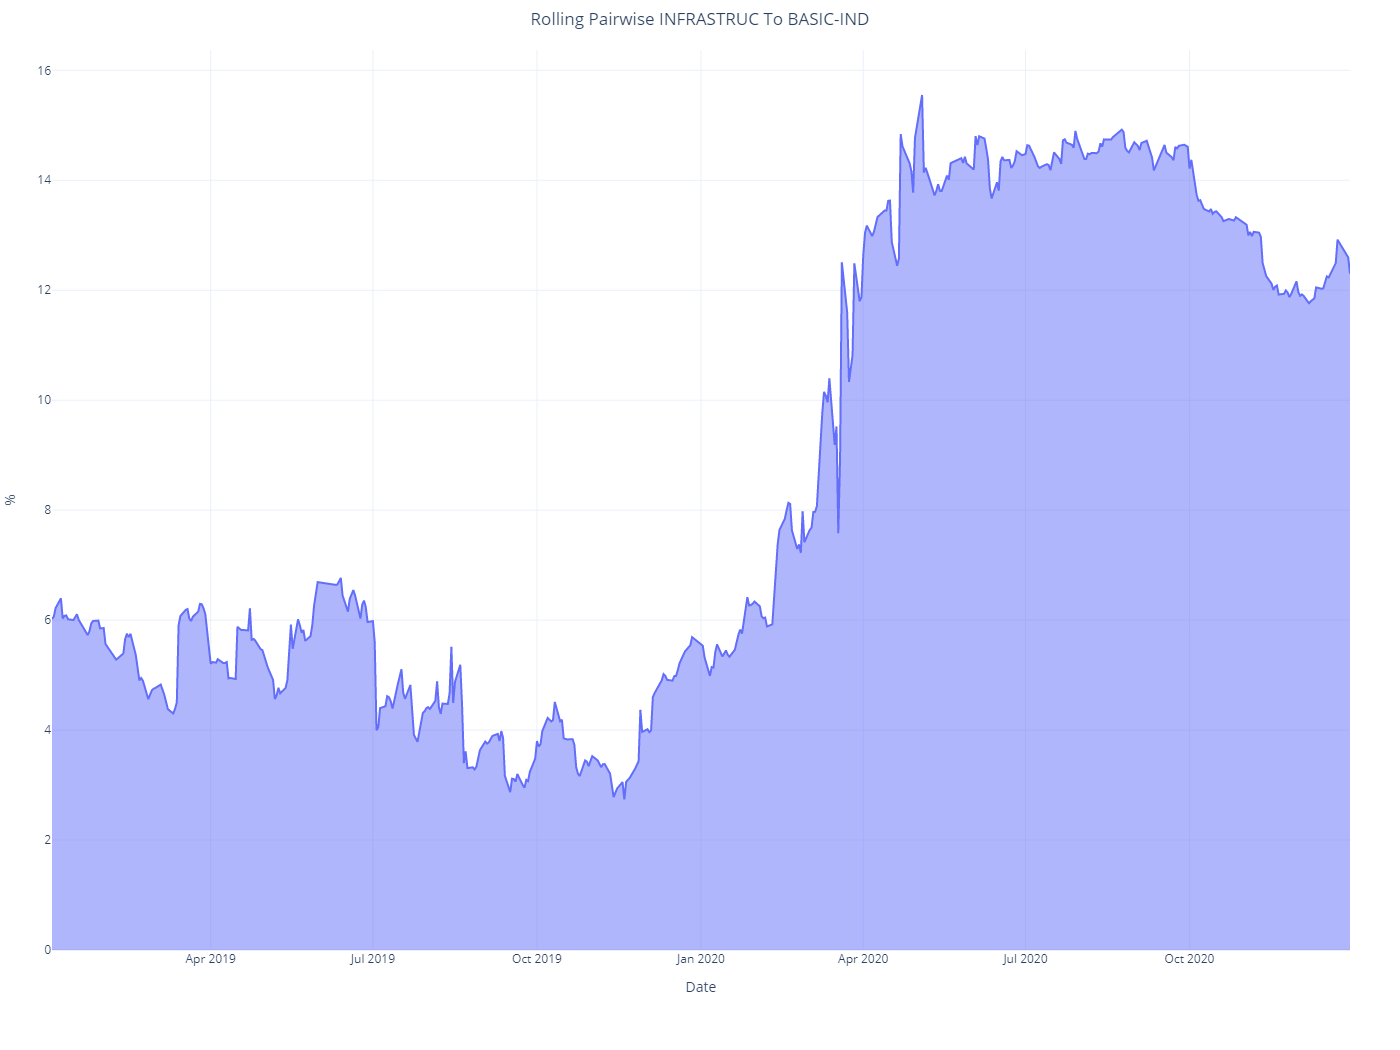 Rolling Pairwise INFRASTRUC To BASIC-IND
16
14
12
10
8
6
4
2
0
%
Apr 2019
Jul 2019
Oct 2019
Jan 2020
Apr 2020
Jul 2020
Oct 2020
Date